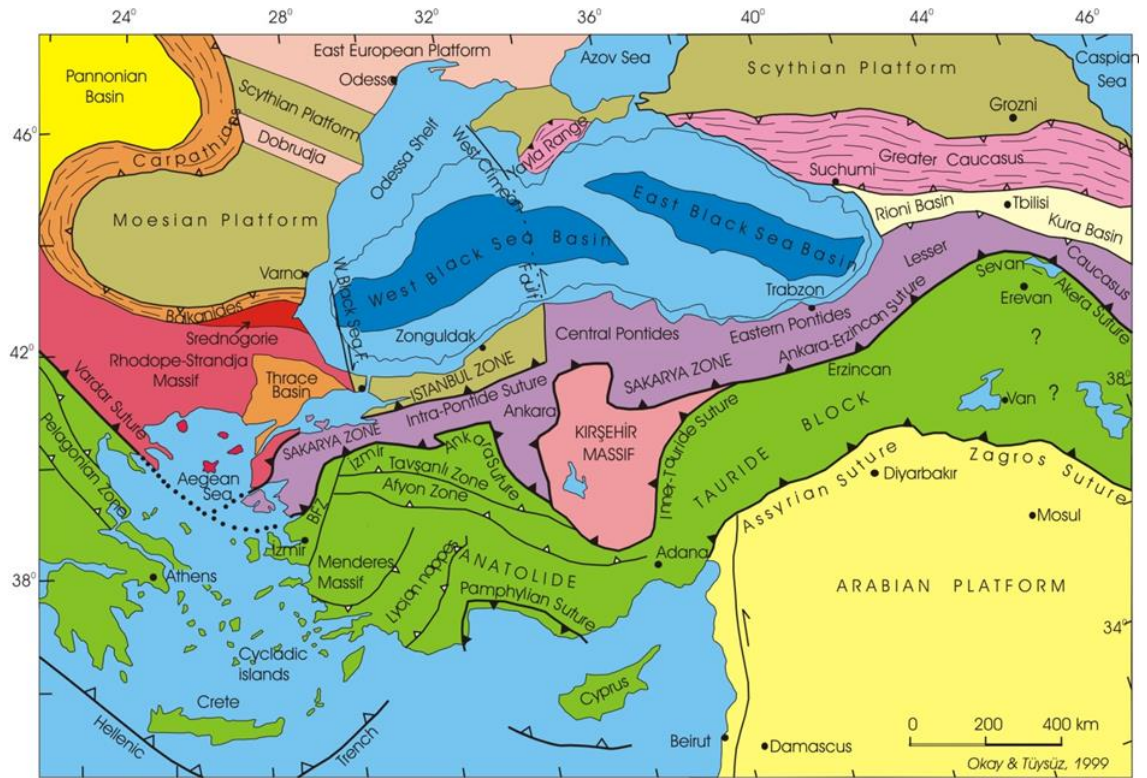 24° 28° 32° 36° 40° 44° 46°
East European Platform
Azov Sea
Scythian Platform
Caspian
Sea
Pannonian
Basin
Odessa
Scythian Platform
Grozni
46°
Carpathians
Dobrudja
Odessa Shelf
West Crimean
Fault
Yayla Range
Greater Caucasus
Suchumi
Rioni Basin
Tbilisi
Kura Basin
Moesian Platform
East Black Sea Basin
West Black Sea Basin
Varna
W. Black Sea F.
Lesser
Caucasus
Sevan
Akera Suture
Erevan
Balkanides
Srednogorie
Zonguldak
Central Pontides
Trabzon
Eastern Pontides
Ankara-Erzincan Suture
42°
Rhodope-Strandja
Massif
Thrace
Basin
ISTANBUL ZONE
Intra-Pontide Suture
SAKARYA ZONE
Erzincan
?
38°
Vardar Suture
SAKARYA ZONE
Ankara
KIRŞEHİR
MASSIF
Van
?
Pelagonian Zone
Aegean
Sea
İzmir
Ankara Suture
Tavşanlı Zone
Afyon Zone
Inner-Tauride Suture
TAURIDE BLOCK
Assyrian Suture
Diyarbakır
Zagros Suture
BFZ
İzmir
Mosul
Menderes
Massif
Lycian nappes
ANATOLIDE
Adana
38°
Athens
Pamphylian Suture
ARABIAN PLATFORM
34°
Cycladic
islands
Crete
Cyprus
Hellenic
Trench
Beirut
Damascus
0 200 400 km
Okay & Tüysüz, 1999